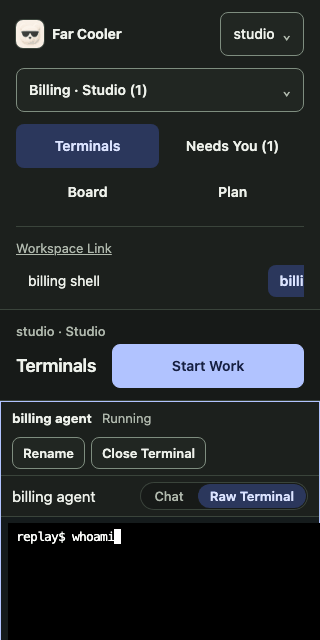 Far Cooler
studio
Billing · Studio (1)
Terminals
Needs You (1)
Board
Plan
Workspace Link
billing shell
billi
studio · Studio
Terminals
Start Work
billing agent Running
Rename
Close Terminal
billing agent
Chat
Raw Terminal
replay$ whoami